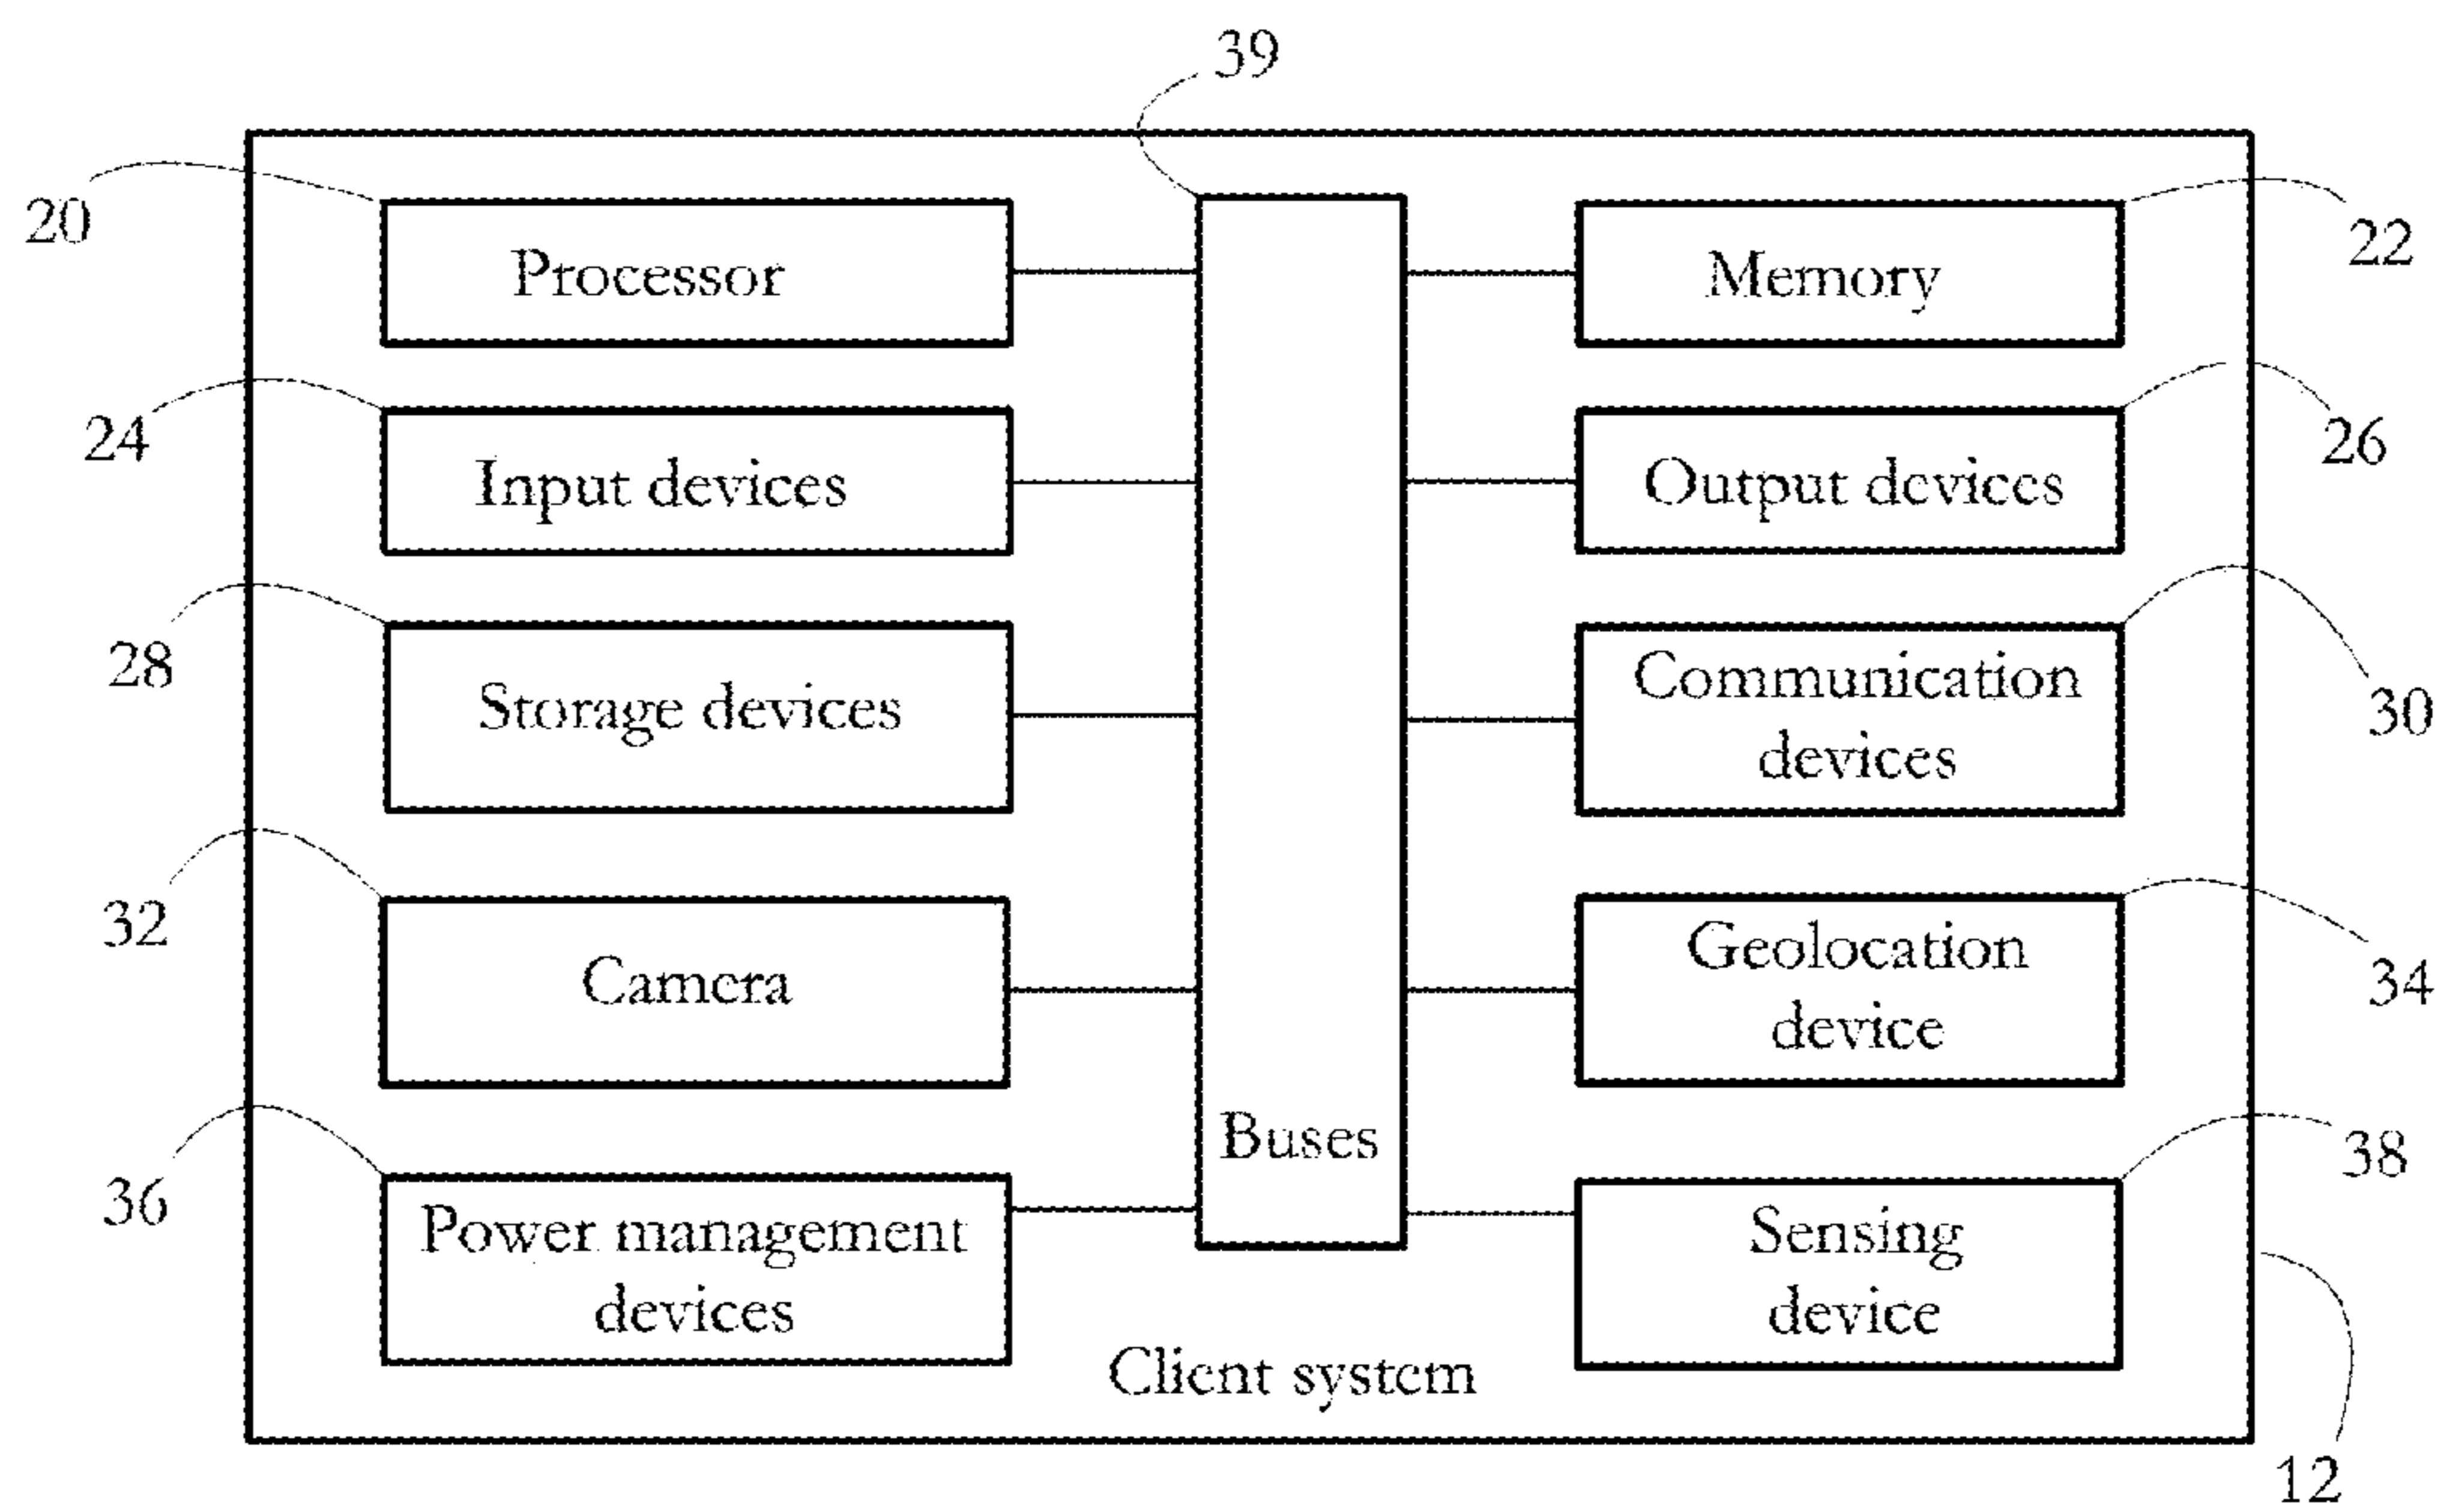 39
20
Processor
Memory
22
24
Input devices
Output devices
26
28
Storage devices
Communication
devices
30
32
Camera
Geolocation
device
34
Buses
36
Power management
devices
Sensing
device
38
Client system
12